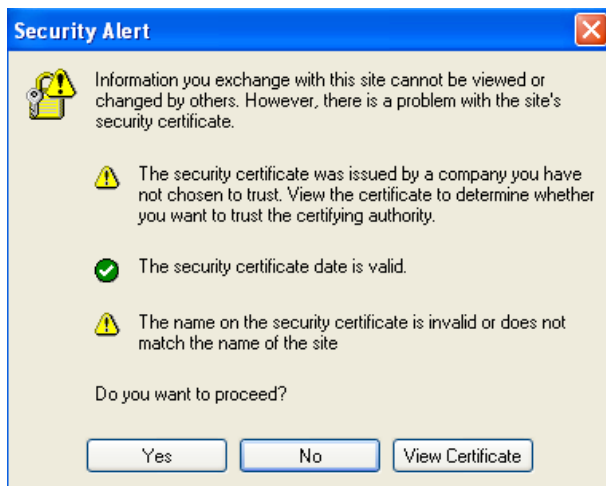 Security Alert
Information you exchange with this site cannot be viewed or
changed by others. However, there is a problem with the site's
security certificate.
The security certificate was issued by a company you have
not chosen to trust. View the certificate to determine whether
you want to trust the certifying authority.
The security certificate date is valid.
The name on the security certificate is invalid or does not
match the name of the site
Do you want to proceed?
Yes No View Certificate